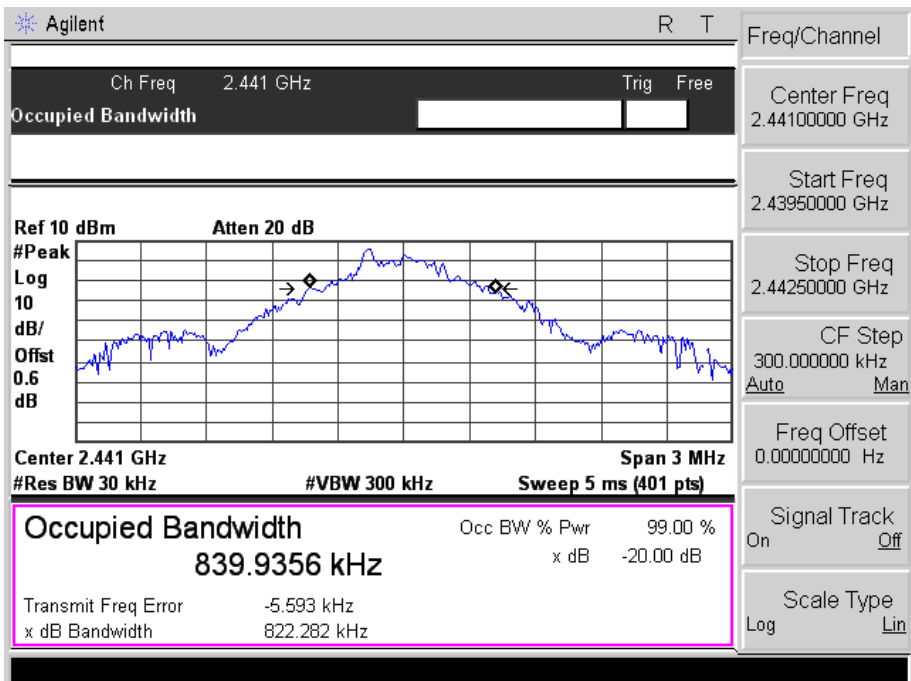 Agilent R T
Ch Freq 2.441 GHz Trig Free
Occupied Bandwidth
Ref 10 dBm Atten 20 dB
#Peak
Log
10
dB/
Offst
0.6
dB
Center 2.441 GHz Span 3 MHz
#Res BW 30 kHz #VBW 300 kHz Sweep 5 ms (401 pts)
Occupied Bandwidth Occ BW % Pwr 99.00 %
839.9356 kHz x dB -20.00 dB
Transmit Freq Error -5.593 kHz
x dB Bandwidth 822.282 kHz
Freq/Channel
Center Freq
2.44100000 GHz
Start Freq
2.43950000 GHz
Stop Freq
2.44250000 GHz
CF Step
300.000000 kHz
Auto Man
Freq Offset
0.00000000 Hz
Signal Track
On Off
Scale Type
Log Lin